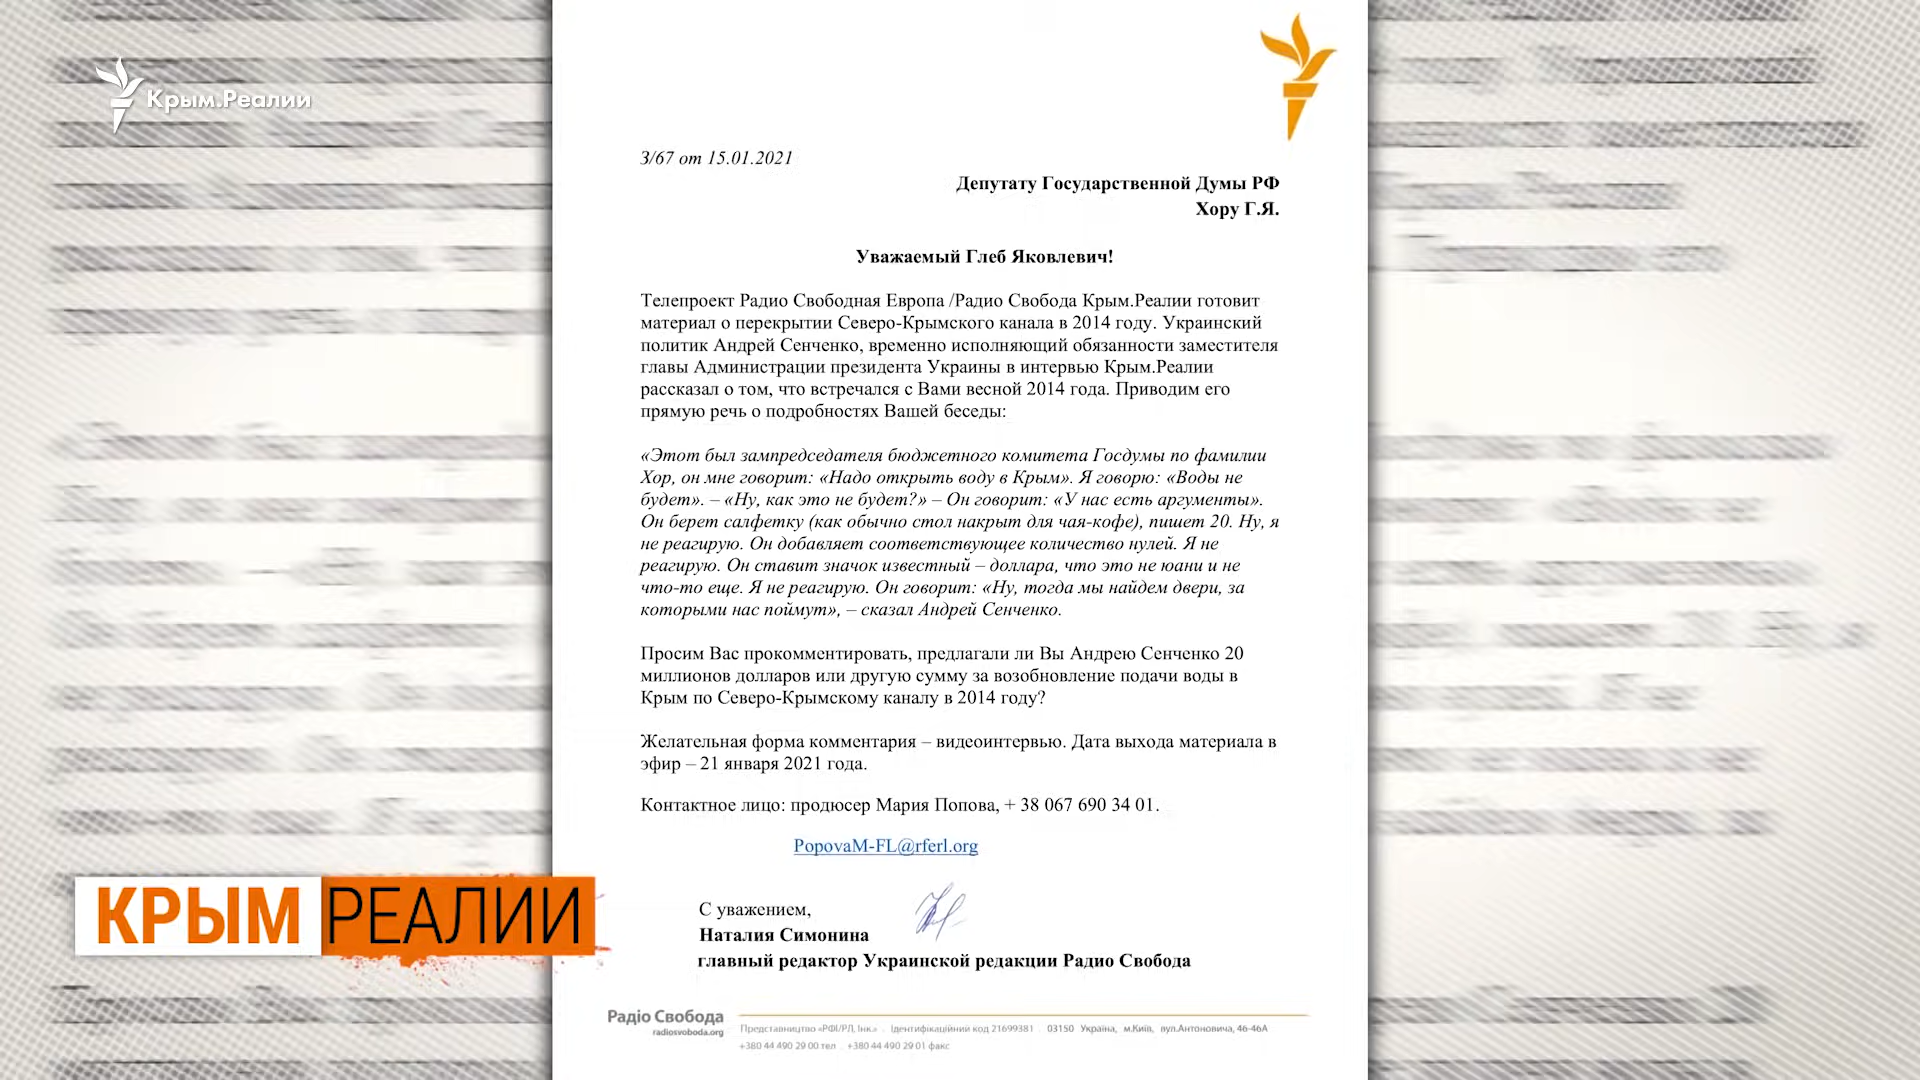 Крым.Реалии
3/67 от 15.01.2021
Депутату Государственной Думы РФ
Хору Г.Я.
Уважаемый Глеб Яковлевич!
Телепроект Радио Свободная Европа /Радио Свобода Крым.Реалии готовит
материал о перекрытии Северо-Крымского канала в 2014 году. Украинский
политик Андрей Сенченко, временно исполняющий обязанности заместителя
главы Администрации президента Украины в интервью Крым.Реалии
рассказал о том, что встречался с Вами весной 2014 года. Приводим его
прямую речь о подробностях Вашей беседы:
«Этот был зампредседателя бюджетного комитета Госдумы по фамилии
Хор, он мне говорит: «Надо открыть воду в Крым». Я говорю: «Воды не
будет». – «Ну, как это не будет?» – Он говорит: «У нас есть аргументы».
Он берет салфетку (как обычно стол накрыт для чая-кофе), пишет 20. Ну, я
не реагирую. Он добавляет соответствующее количество нулей. Я не
реагирую. Он ставит значок известный – доллара, что это не юани и не
что-то еще. Я не реагирую. Он говорит: «Ну, тогда мы найдем двери, за
которыми нас поймут», – сказал Андрей Сенченко.
Просим Вас прокомментировать, предлагали ли Вы Андрею Сенченко 20
миллионов долларов или другую сумму за возобновление подачи воды в
Крым по Северо-Крымскому каналу в 2014 году?
Желательная форма комментария – видеоинтервью. Дата выхода материала в
эфир – 21 января 2021 года.
Контактное лицо: продюсер Мария Попова, + 38 067 690 34 01.
PopovaM-FL@rferl.org
С уважением,
Наталия Симонина
главный редактор Украинской редакции Радио Свобода
КРЫМ РЕАЛИИ
Радіо Свобода
radiosvoboda.org
Представництво «РФІ/РЛ, Інк.» . Ідентифікаційний код 21699381 . 03150 Україна, м.Київ, вул.Антоновича, 46-46А
+380 44 490 29 00 тел . +380 44 490 29 01 факс